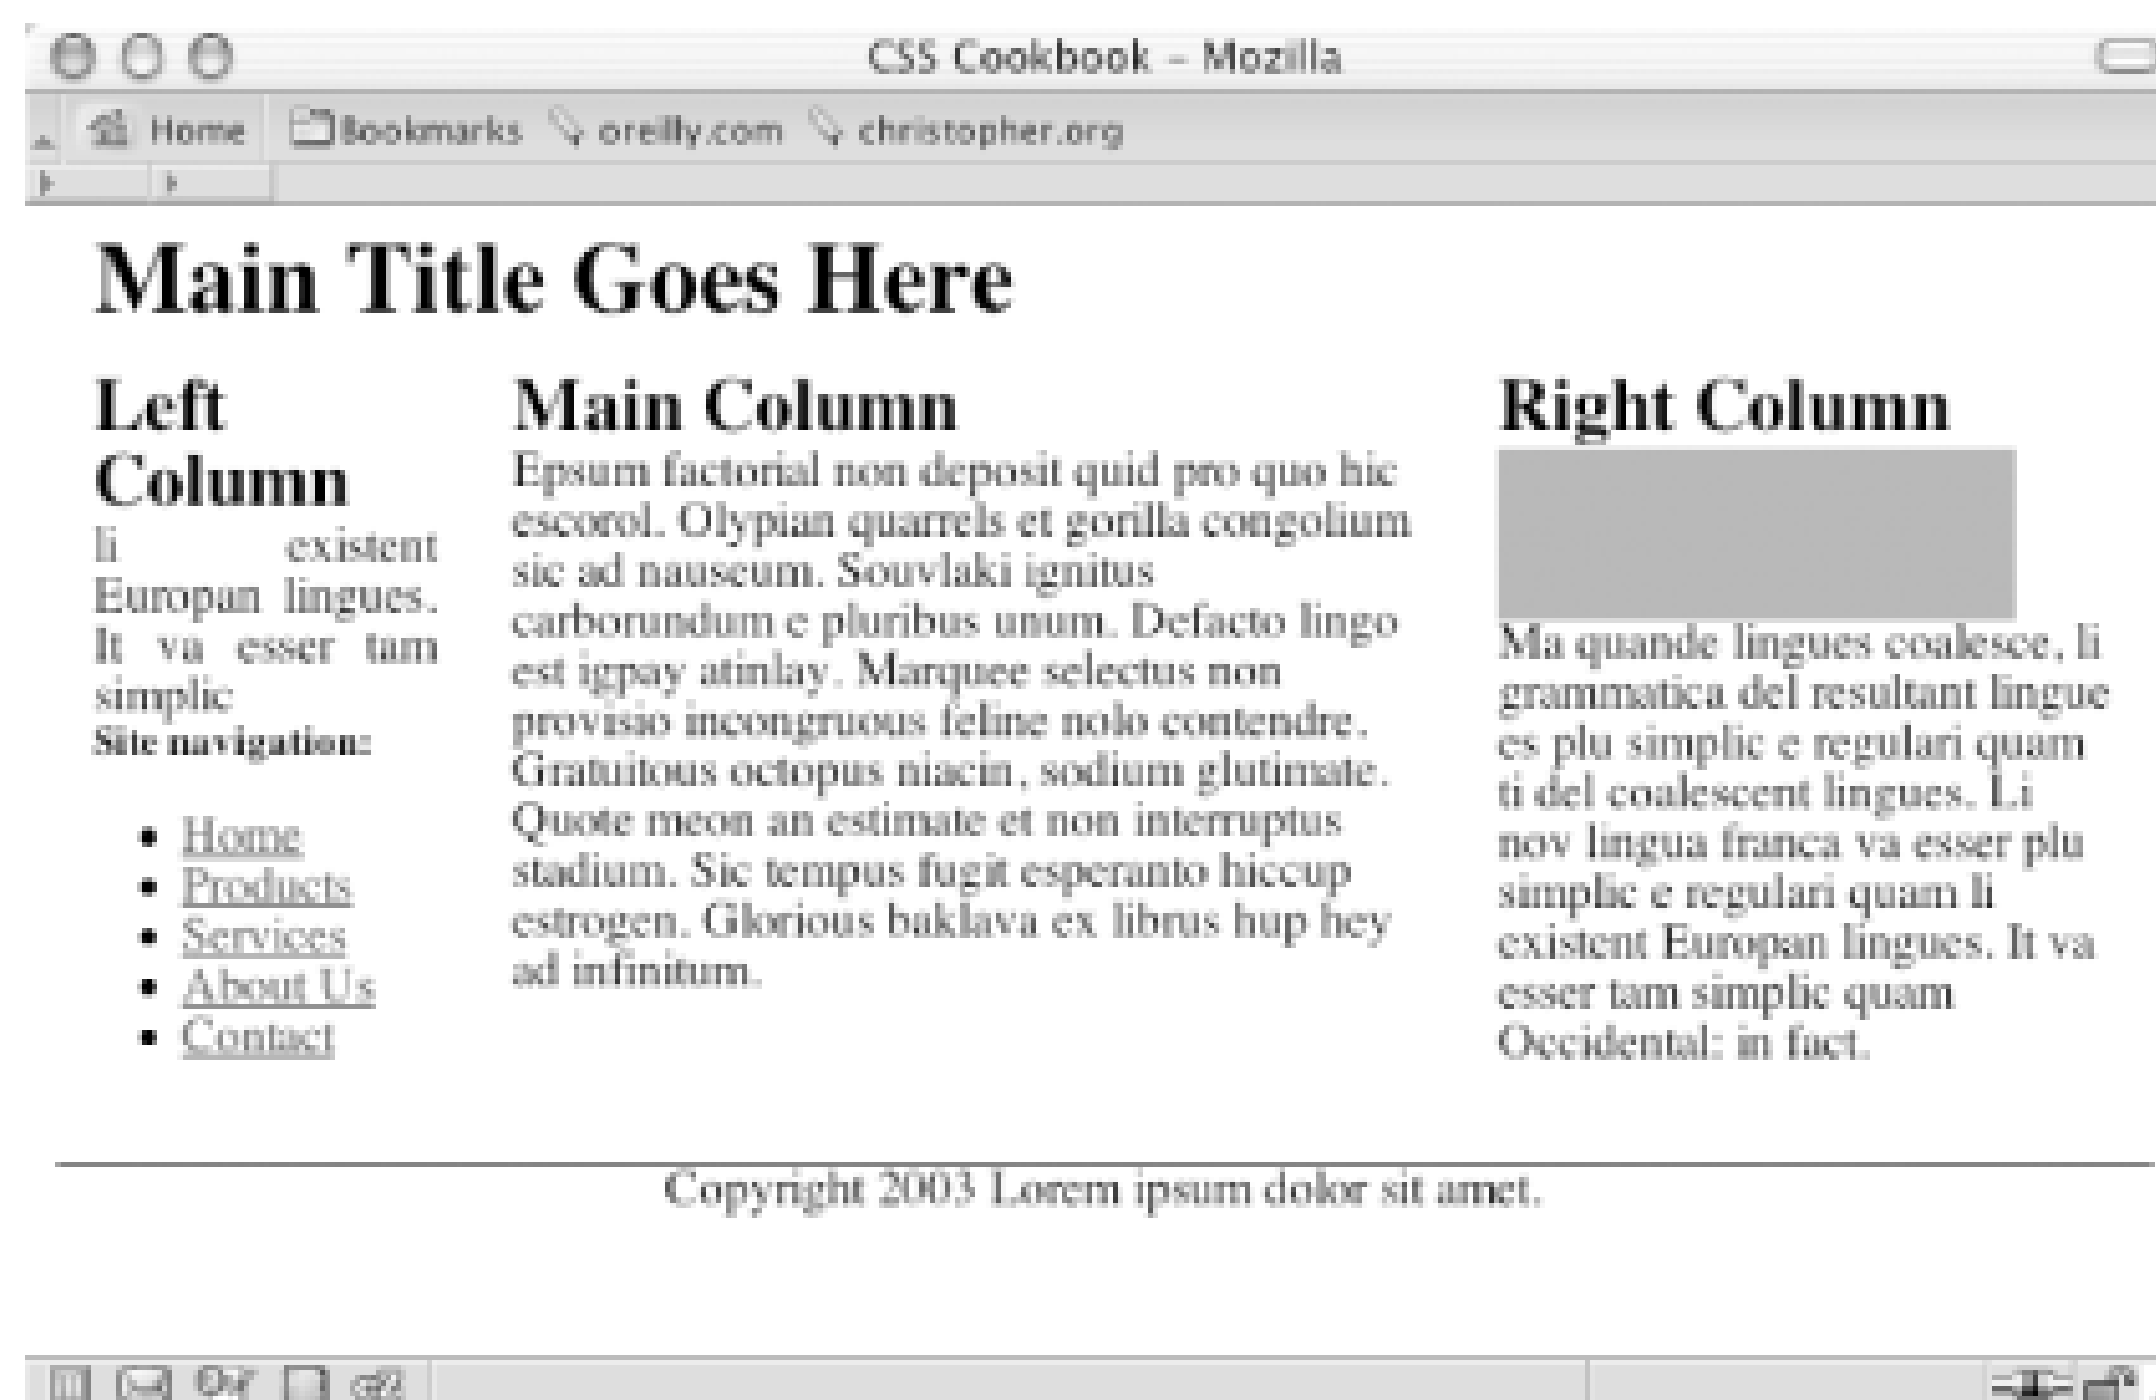 CSS Cookbook – Mozilla
Home Bookmarks oreilly.com christopher.org
Main Title Goes Here
Left
Column
li existent
Europan lingues.
It va esser tam
simplic
Site navigation:
Home
Products
Services
About Us
Contact
Main Column
Epsum factorial non deposit quid pro quo hic
escorol. Olypian quarrels et gorilla congolium
sic ad nauseum. Souvlaki ignitus
carborundum e pluribus unum. Defacto lingo
est igpay atinlay. Marquee selectus non
provisio incongruous feline nolo contendre.
Gratuitous octopus niacin, sodium glutimate.
Quote meon an estimate et non interruptus
stadium. Sic tempus fugit esperanto hiccup
estrogen. Glorious baklava ex librus hup hey
ad infinitum.
Right Column
Ma quande lingues coalesce, li
grammatica del resultant lingue
es plu simplic e regulari quam
ti del coalescent lingues. Li
nov lingua franca va esser plu
simplic e regulari quam li
existent Europan lingues. It va
esser tam simplic quam
Occidental: in fact.
Copyright 2003 Lorem ipsum dolor sit amet.